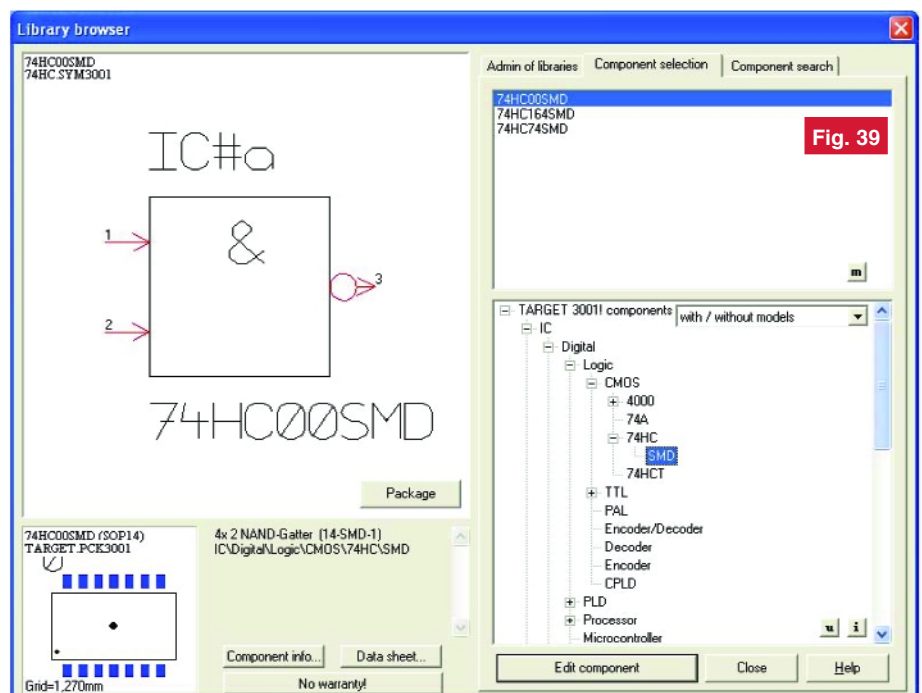 Library browser
74HC00SMD
74HC.SYM3001
IC#a
1
&
3
2
74HC00SMD
Package
74HC00SMD (SOP14)
TARGET.PCK3001
Grid=1,270mm
4x 2 NAND-Gatter (14-SMD-1)
IC\Digital\Logic\CMOS\74HC\SMD
Component info...
Data sheet...
No warranty!
Admin of libraries
Component selection
Component search
74HC00SMD
74HC164SMD
74HC74SMD
Fig. 39
m
TARGET 3001! components
with / without models
IC
Digital
Logic
CMOS
4000
74A
74HC
SMD
74HCT
TTL
PAL
Encoder/Decoder
Decoder
Encoder
CPLD
PLD
Processor
Microcontroller
u
i
Edit component
Close
Help